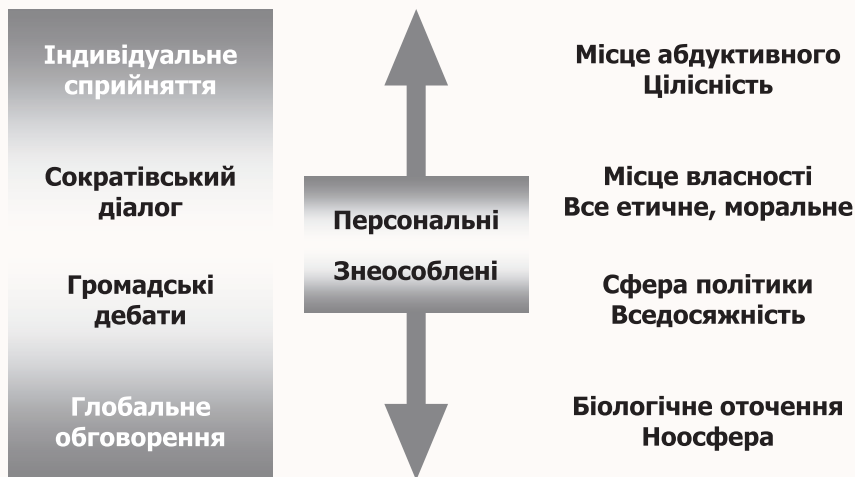 Індивідуальне
сприйняття
Сократівський
діалог
Громадські
дебати
Глобальне
обговорення
Персональні
Знеособлені
Місце абдуктивного
Цілісність
Місце власності
Все етичне, моральне
Сфера політики
Вседосяжність
Біологічне оточення
Ноосфера